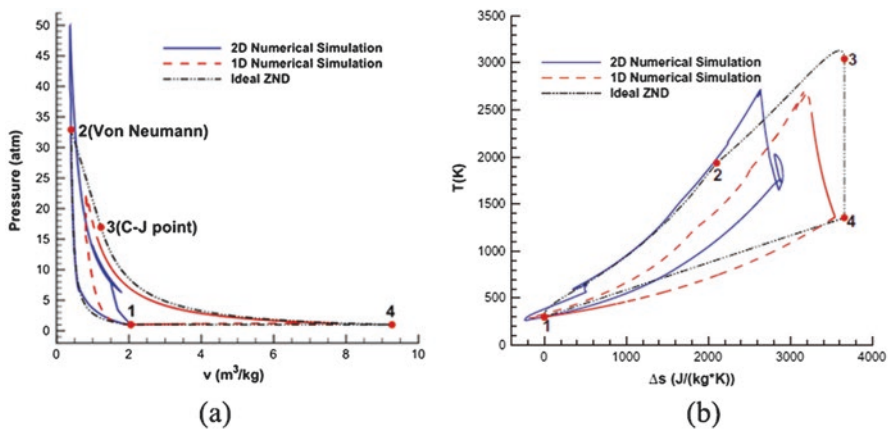 50
45
40
35
30
25
20
15
10
5
0
Pressure (atm)
2D Numerical Simulation
1D Numerical Simulation
Ideal ZND
2(Von Neumann)
3(C-J point)
1
4
0
2
4
6
8
10
v (m³/kg)
(a)
3500
3000
2500
2000
1500
1000
500
0
T(K)
2D Numerical Simulation
1D Numerical Simulation
Ideal ZND
3
2
4
1
0
1000
2000
3000
4000
Δs (J/(kg*K))
(b)